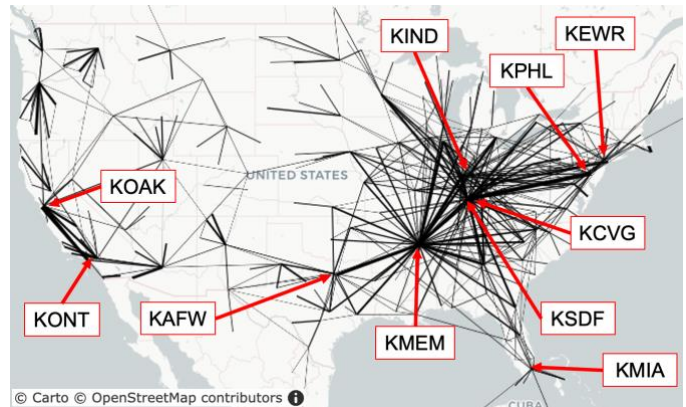 KIND
KEWR
KPHL
KOAK
UNITED STATES
KCVG
KONT
KAFW
KMEM
KSDF
KMIA
CUBA
© Carto © OpenStreetMap contributors